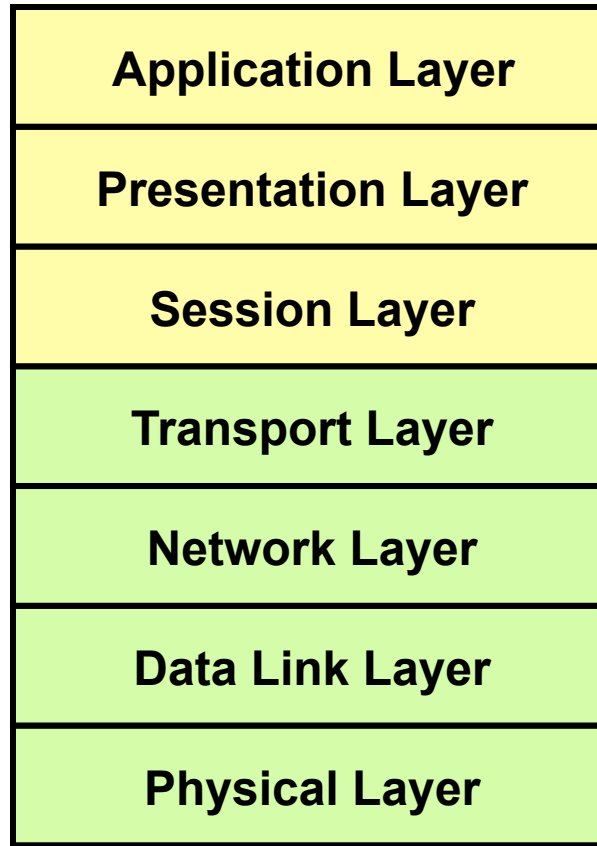 Application Layer
Presentation Layer
Session Layer
Transport Layer
Network Layer
Data Link Layer
Physical Layer